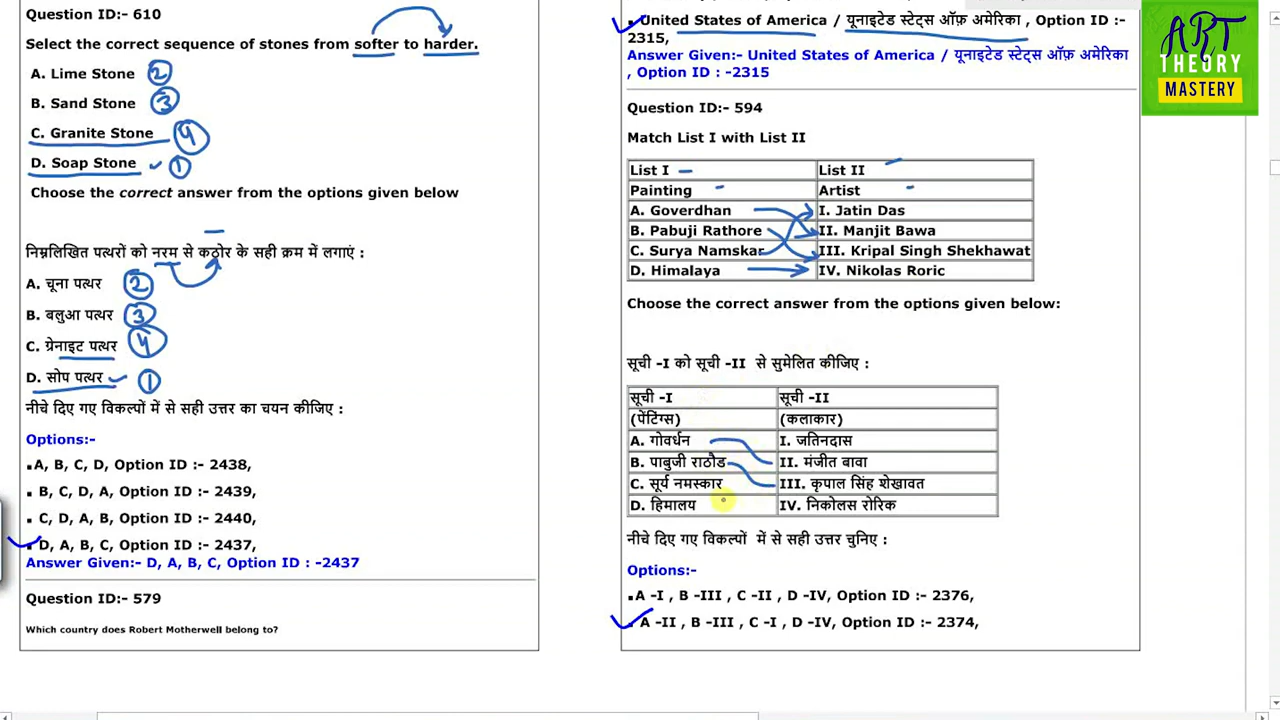 Question ID:- 610
Select the correct sequence of stones from softer to harder.
A. Lime Stone 2
B. Sand Stone 3
C. Granite Stone 4
D. Soap Stone 1
Choose the correct answer from the options given below
निम्नलिखित पत्थरों को नरम से कठोर के सही क्रम में लगाएं :
A. चूना पत्थर 2
B. बलुआ पत्थर 3
C. ग्रेनाइट पत्थर 4
D. सोप पत्थर 1
नीचे दिए गए विकल्पों में से सही उत्तर का चयन कीजिए :
Options:-
A, B, C, D, Option ID :- 2438,
B, C, D, A, Option ID :- 2439,
C, D, A, B, Option ID :- 2440,
D, A, B, C, Option ID :- 2437,
Answer Given:- D, A, B, C, Option ID : -2437
Question ID:- 579
Which country does Robert Motherwell belong to?
United States of America / यूनाइटेड स्टेट्स ऑफ़ अमेरिका , Option ID :-
2315,
Answer Given:- United States of America / यूनाइटेड स्टेट्स ऑफ़ अमेरिका
, Option ID : -2315
Question ID:- 594
Match List I with List II
List I List II
Painting Artist
A. Goverdhan I. Jatin Das
B. Pabuji Rathore II. Manjit Bawa
C. Surya Namskar III. Kripal Singh Shekhawat
D. Himalaya IV. Nikolas Roric
Choose the correct answer from the options given below:
सूची -I को सूची -II से सुमेलित कीजिए :
सूची -I सूची -II
(पेंटिंग्स) (कलाकार)
A. गोवर्धन I. जतिनदास
B. पाबुजी राठौड II. मंजीत बावा
C. सूर्य नमस्कार III. कृपाल सिंह शेखावत
D. हिमालय IV. निकोलस रोरिक
नीचे दिए गए विकल्पों में से सही उत्तर चुनिए :
Options:-
A -I , B -III , C -II , D -IV, Option ID :- 2376,
A -II , B -III , C -I , D -IV, Option ID :- 2374,
ART
THEORY
MASTERY